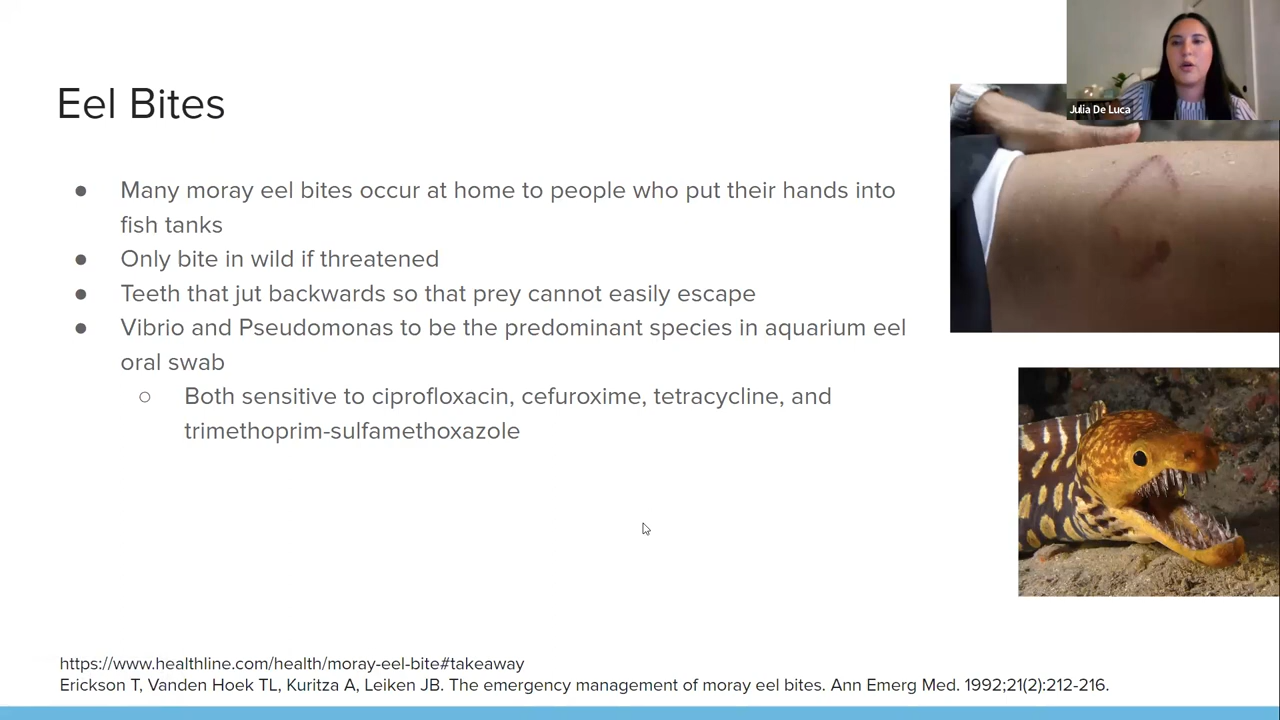 Julia De Luca
Eel Bites
● Many moray eel bites occur at home to people who put their hands into
fish tanks
● Only bite in wild if threatened
● Teeth that jut backwards so that prey cannot easily escape
● Vibrio and Pseudomonas to be the predominant species in aquarium eel
oral swab
○ Both sensitive to ciprofloxacin, cefuroxime, tetracycline, and
trimethoprim-sulfamethoxazole
https://www.healthline.com/health/moray-eel-bite#takeaway
Erickson T, Vanden Hoek TL, Kuritza A, Leiken JB. The emergency management of moray eel bites. Ann Emerg Med. 1992;21(2):212-216.